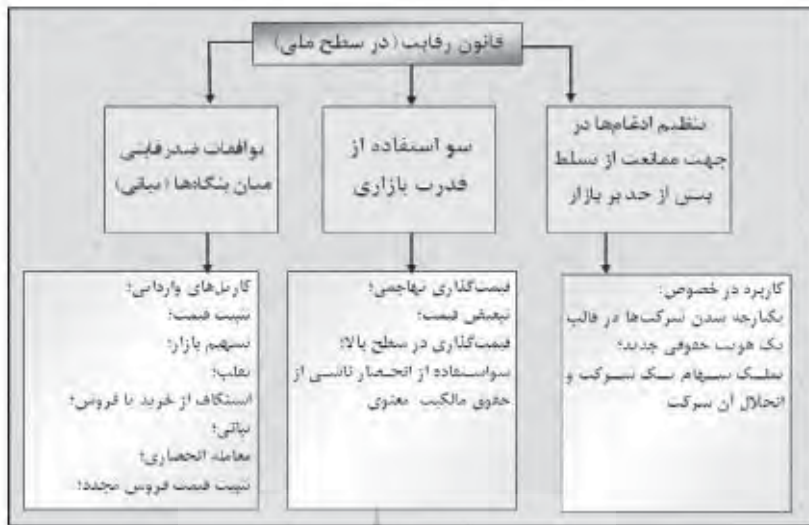 قانون رقابت (در سطح ملی)
تنظیم ادغام‌ها در
جهت ممانعت از تسلط
بیش از حد بر بازار
سو استفاده از
قدرت بازاری
توافقات ضدرقابتی
میان بنگاه‌ها (تبانی)
کاربرد در خصوص:
یکپارچه شدن شرکت‌ها در قالب
یک هویت حقوقی جدید؛
تملک سهام یک شرکت و
انحلال آن شرکت
قیمت‌گذاری تهاجمی؛
تبعیض قیمت؛
قیمت‌گذاری در سطح بالا؛
سواستفاده از انحصار ناشی از
حقوق مالکیت معنوی
کارتل‌های وارداتی؛
تثبیت قیمت؛
تسهیم بازار؛
تقلب؛
استنکاف از خرید یا فروش؛
تبانی؛
معامله انحصاری؛
تثبیت قیمت فروش مجدد؛